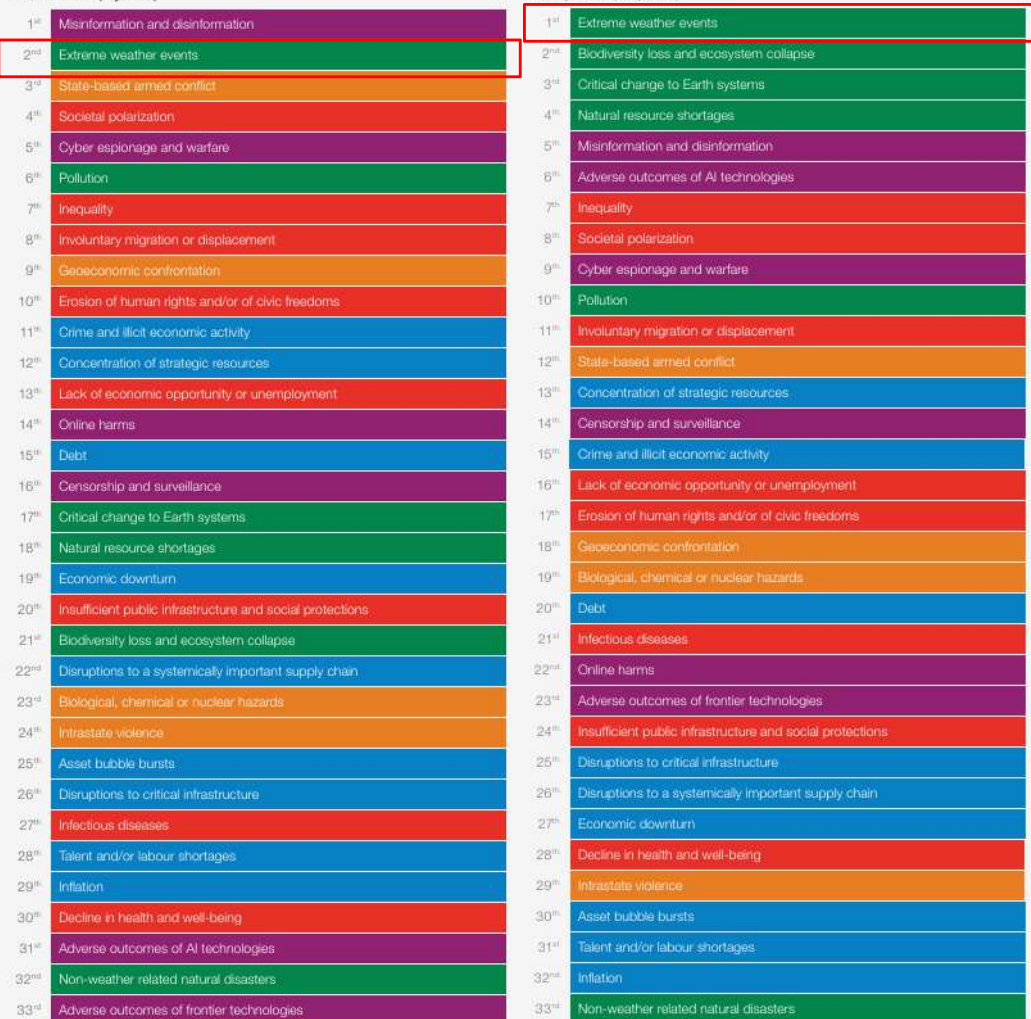 1st Misinformation and disinformation
2nd Extreme weather events
3rd State-based armed conflict
4th Societal polarization
5th Cyber espionage and warfare
6th Pollution
7th Inequality
8th Involuntary migration or displacement
9th Geoeconomic confrontation
10th Erosion of human rights and/or of civic freedoms
11th Crime and illicit economic activity
12th Concentration of strategic resources
13th Lack of economic opportunity or unemployment
14th Online harms
15th Debt
16th Censorship and surveillance
17th Critical change to Earth systems
18th Natural resource shortages
19th Economic downturn
20th Insufficient public infrastructure and social protections
21st Biodiversity loss and ecosystem collapse
22nd Disruptions to a systemically important supply chain
23rd Biological, chemical or nuclear hazards
24th Intrastate violence
25th Asset bubble bursts
26th Disruptions to critical infrastructure
27th Infectious diseases
28th Talent and/or labour shortages
29th Inflation
30th Decline in health and well-being
31st Adverse outcomes of AI technologies
32nd Non-weather related natural disasters
33rd Adverse outcomes of frontier technologies
1st Extreme weather events
2nd Biodiversity loss and ecosystem collapse
3rd Critical change to Earth systems
4th Natural resource shortages
5th Misinformation and disinformation
6th Adverse outcomes of AI technologies
7th Inequality
8th Societal polarization
9th Cyber espionage and warfare
10th Pollution
11th Involuntary migration or displacement
12th State-based armed conflict
13th Concentration of strategic resources
14th Censorship and surveillance
15th Crime and illicit economic activity
16th Lack of economic opportunity or unemployment
17th Erosion of human rights and/or of civic freedoms
18th Geoeconomic confrontation
19th Biological, chemical or nuclear hazards
20th Debt
21st Infectious diseases
22nd Online harms
23rd Adverse outcomes of frontier technologies
24th Insufficient public infrastructure and social protections
25th Disruptions to critical infrastructure
26th Disruptions to a systemically important supply chain
27th Economic downturn
28th Decline in health and well-being
29th Intrastate violence
30th Asset bubble bursts
31st Talent and/or labour shortages
32nd Inflation
33rd Non-weather related natural disasters